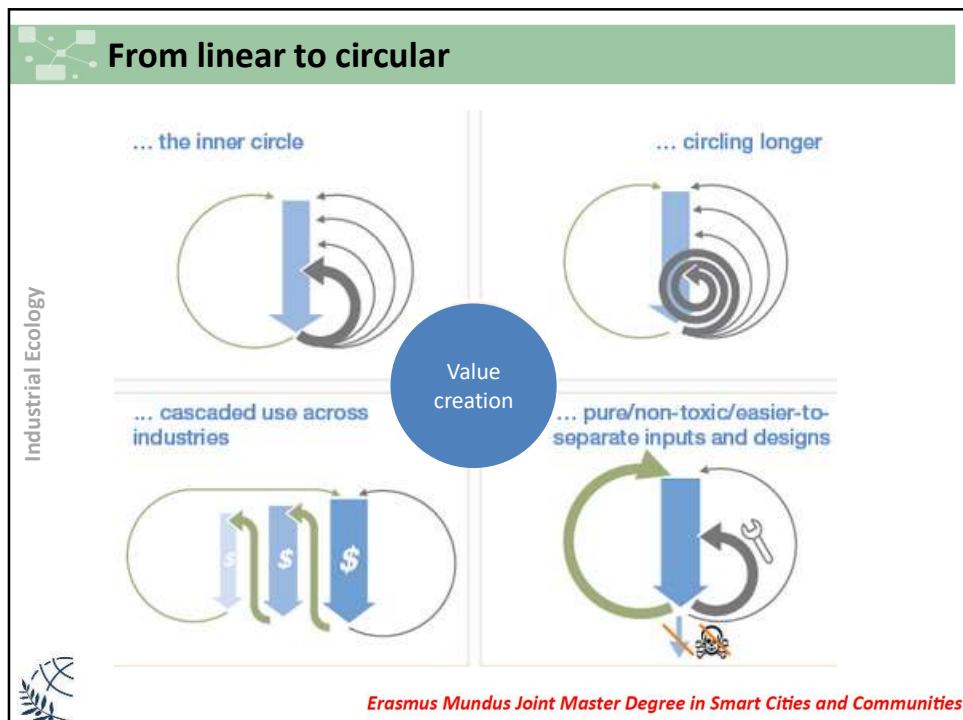 From linear to circular
... the inner circle
... circling longer
Industrial Ecology
Value
creation
... cascaded use across
industries
... pure/non-toxic/easier-to-
separate inputs and designs
$ $ $
Erasmus Mundus Joint Master Degree in Smart Cities and Communities